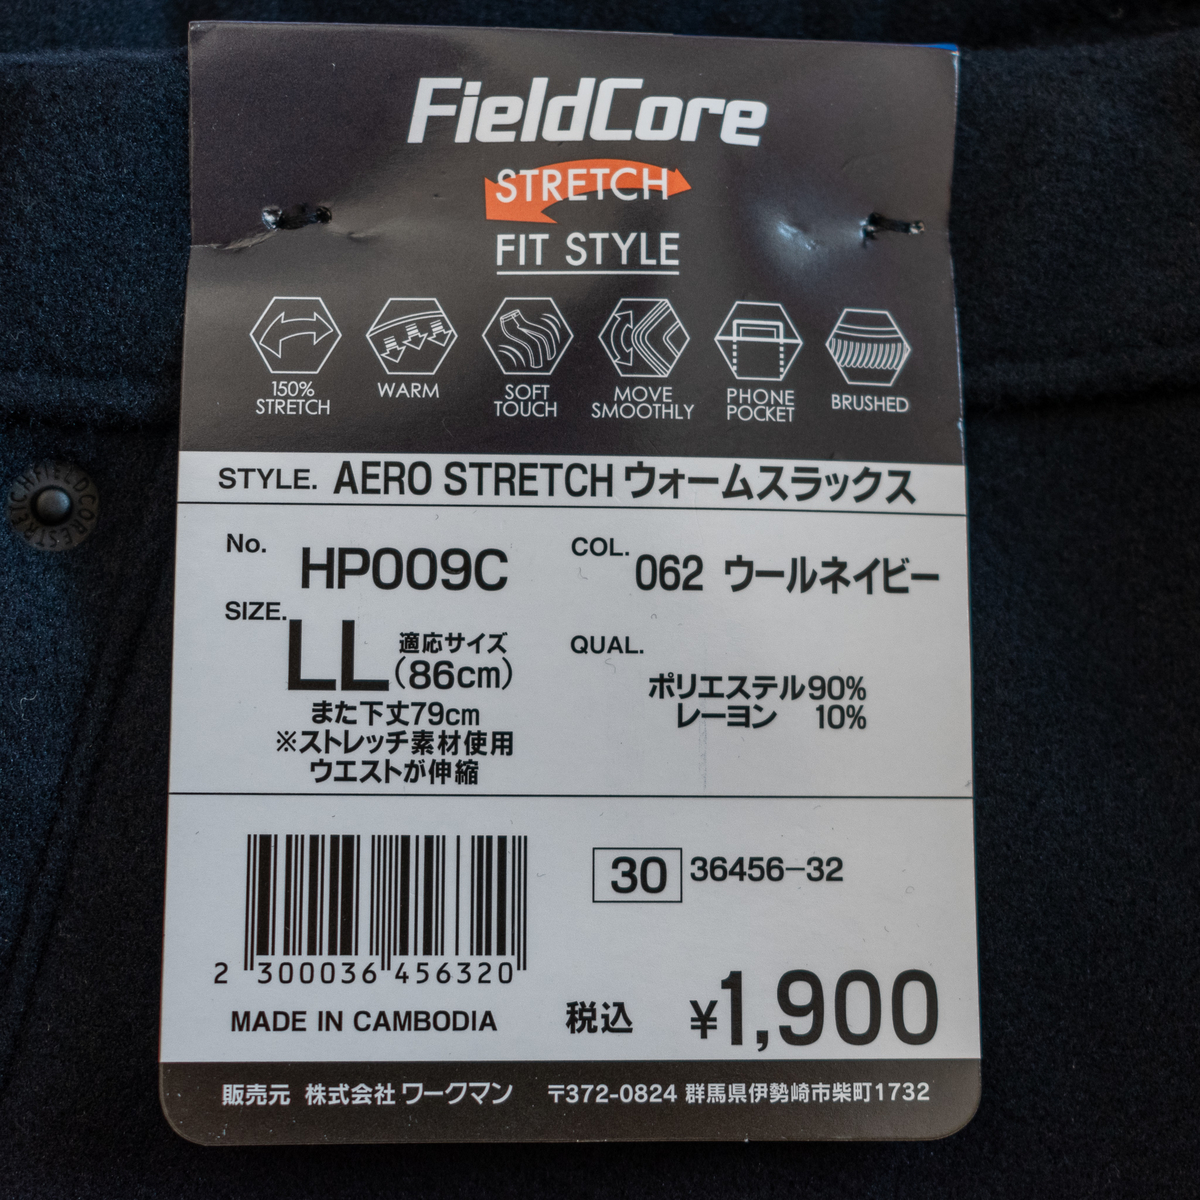 FieldCore
STRETCH
FIT STYLE
150% STRETCH
WARM
SOFT TOUCH
MOVE SMOOTHLY
PHONE POCKET
BRUSHED
STYLE. AERO STRETCH ウォームスラックス
No. HP009C
COL. 062 ウールネイビー
SIZE. LL 適応サイズ (86cm)
また下丈79cm
※ストレッチ素材使用
ウエストが伸縮
QUAL.
ポリエステル90%
レーヨン 10%
30 36456-32
2 300036 456320
MADE IN CAMBODIA
税込 ¥1,900
販売元 株式会社 ワークマン 〒372-0824 群馬県伊勢崎市柴町1732
FIELDCORESTRETCH